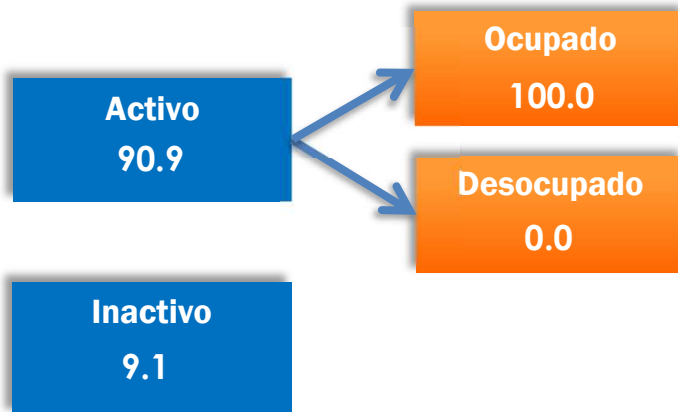 Activo
90.9
Ocupado
100.0
Desocupado
0.0
Inactivo
9.1